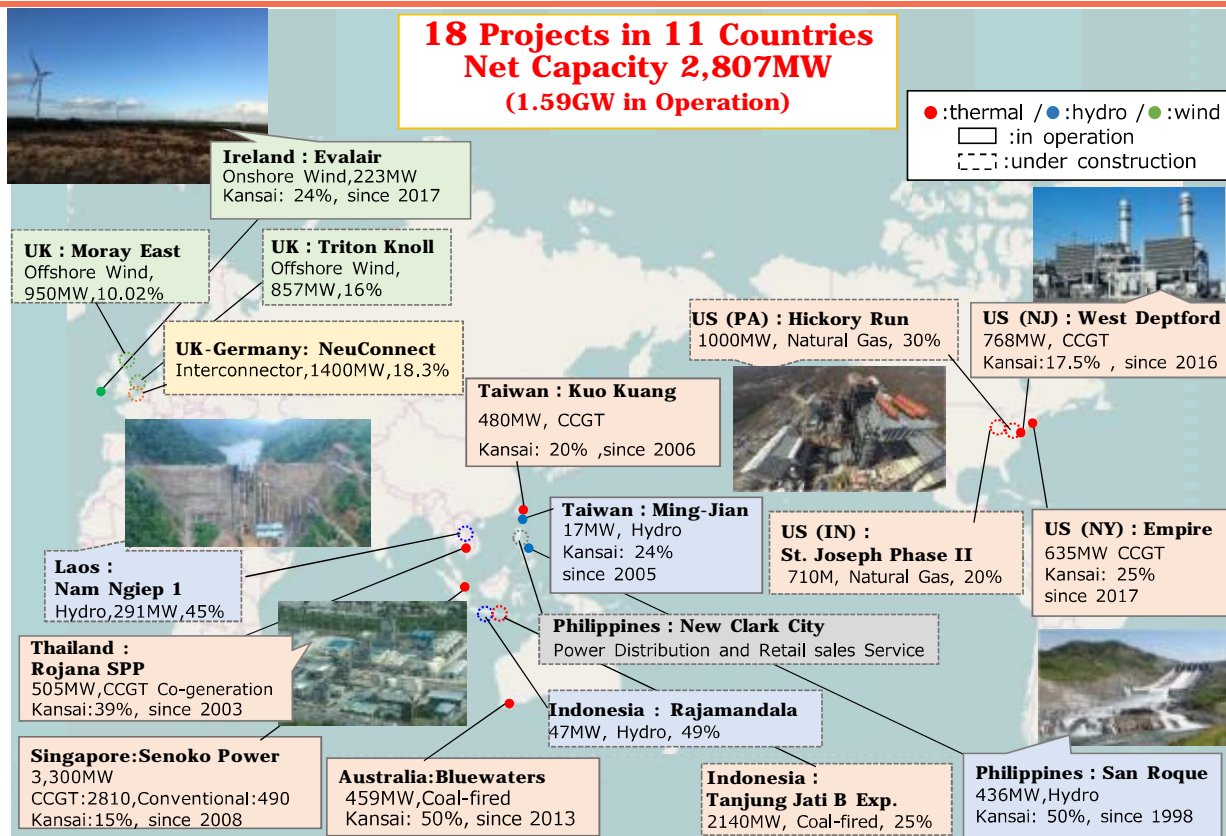 18 Projects in 11 Countries
Net Capacity 2,807MW
(1.59GW in Operation)
●:thermal / ●:hydro / ●:wind
:in operation
:under construction
Ireland : Evalair
Onshore Wind,223MW
Kansai: 24%, since 2017
UK : Moray East
Offshore Wind,
950MW,10.02%
UK : Triton Knoll
Offshore Wind,
857MW,16%
UK-Germany: NeuConnect
Interconnector,1400MW,18.3%
US (PA) : Hickory Run
1000MW, Natural Gas, 30%
US (NJ) : West Deptford
768MW, CCGT
Kansai:17.5% , since 2016
Taiwan : Kuo Kuang
480MW, CCGT
Kansai: 20% ,since 2006
Taiwan : Ming-Jian
17MW, Hydro
Kansai: 24%
since 2005
US (IN) :
St. Joseph Phase II
710M, Natural Gas, 20%
US (NY) : Empire
635MW CCGT
Kansai: 25%
since 2017
Laos :
Nam Ngiep 1
Hydro,291MW,45%
Philippines : New Clark City
Power Distribution and Retail sales Service
Thailand :
Rojana SPP
505MW,CCGT Co-generation
Kansai:39%, since 2003
Indonesia : Rajamandala
47MW, Hydro, 49%
Singapore:Senoko Power
3,300MW
CCGT:2810,Conventional:490
Kansai:15%, since 2008
Australia:Bluewaters
459MW,Coal-fired
Kansai: 50%, since 2013
Indonesia :
Tanjung Jati B Exp.
2140MW, Coal-fired, 25%
Philippines : San Roque
436MW,Hydro
Kansai: 50%, since 1998